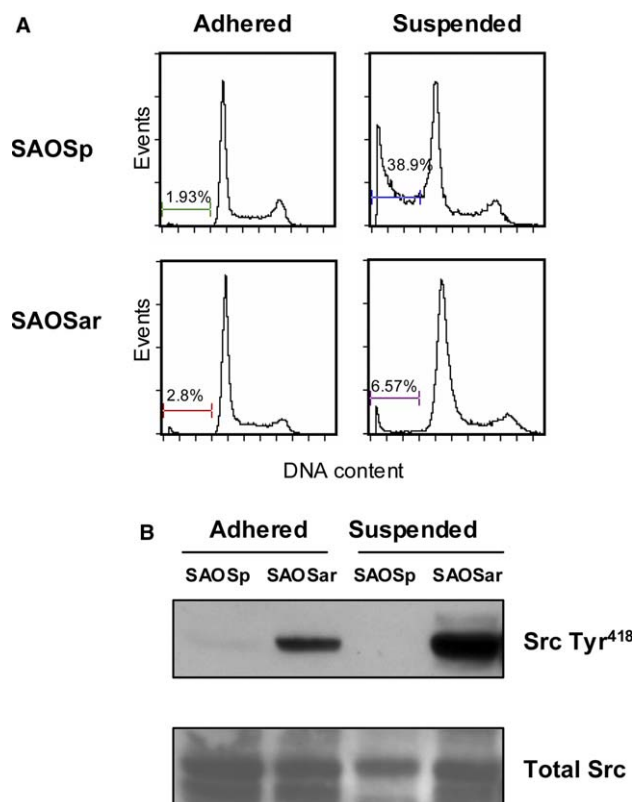 A
Adhered
Suspended
SAOSp
Events
1.93%
38.9%
SAOSar
Events
2.8%
6.57%
DNA content
B
Adhered
Suspended
SAOSp SAOSar SAOSp SAOSar
Src Tyr⁴¹⁸
Total Src